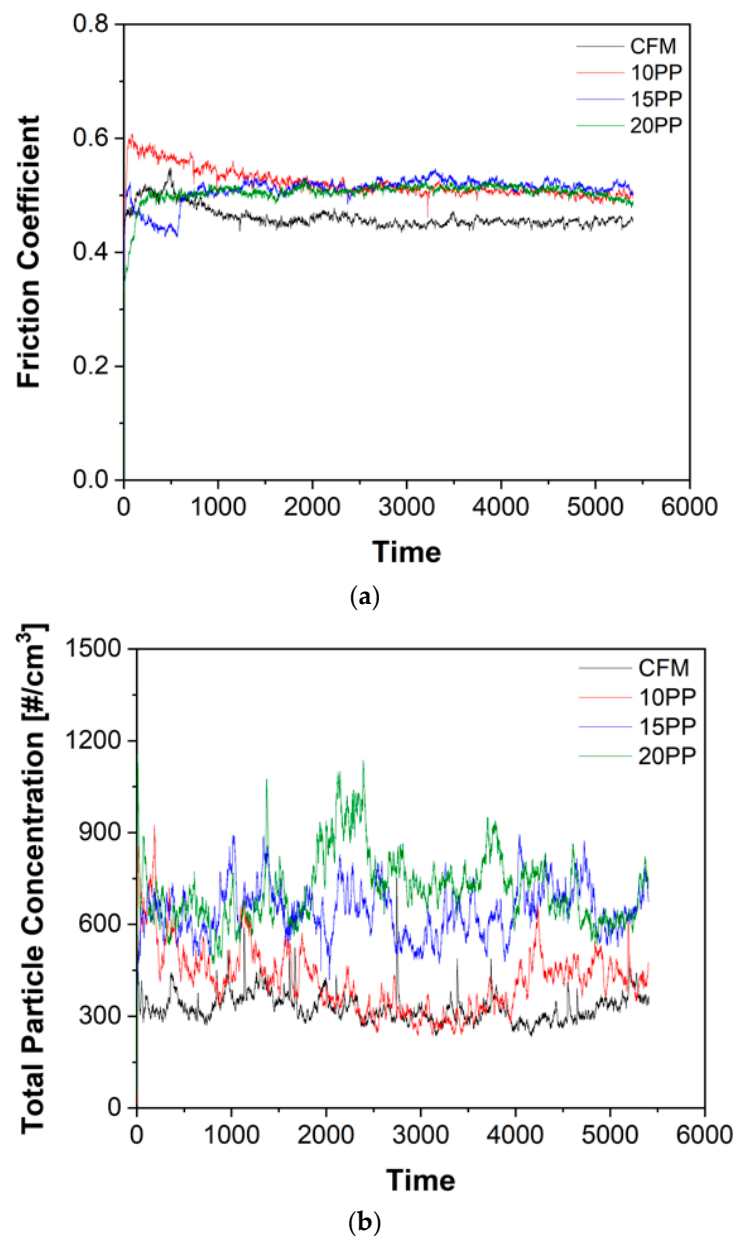 0.8
0.6
0.4
0.2
0.0
Friction Coefficient
CFM
10PP
15PP
20PP
0 1000 2000 3000 4000 5000 6000
Time
(a)
1500
1200
900
600
300
0
Total Particle Concentration [#/cm³]
CFM
10PP
15PP
20PP
0 1000 2000 3000 4000 5000 6000
Time
(b)